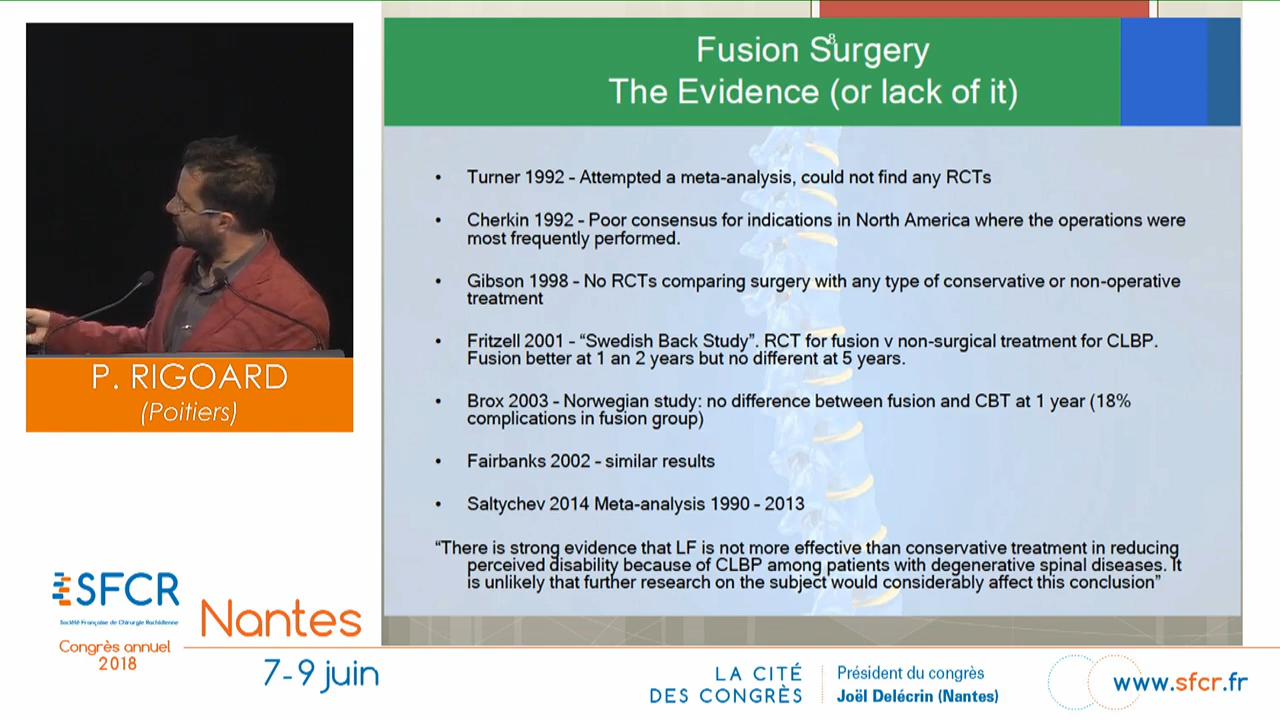 8
Fusion Surgery
The Evidence (or lack of it)
• Turner 1992 - Attempted a meta-analysis, could not find any RCTs
• Cherkin 1992 - Poor consensus for indications in North America where the operations were
most frequently performed.
• Gibson 1998 - No RCTs comparing surgery with any type of conservative or non-operative
treatment
• Fritzell 2001 - “Swedish Back Study”. RCT for fusion v non-surgical treatment for CLBP.
Fusion better at 1 an 2 years but no different at 5 years.
• Brox 2003 - Norwegian study: no difference between fusion and CBT at 1 year (18%
complications in fusion group)
• Fairbanks 2002 - similar results
• Saltychev 2014 Meta-analysis 1990 - 2013
“There is strong evidence that LF is not more effective than conservative treatment in reducing
perceived disability because of CLBP among patients with degenerative spinal diseases. It
is unlikely that further research on the subject would considerably affect this conclusion”
P. RIGOARD
(Poitiers)
SFCR
Société Française de Chirurgie Rachidienne
Congrès annuel
2018
Nantes
7-9 juin
LA CITÉ
DES CONGRÈS
Président du congrès
Joël Delécrin (Nantes)
www.sfcr.fr